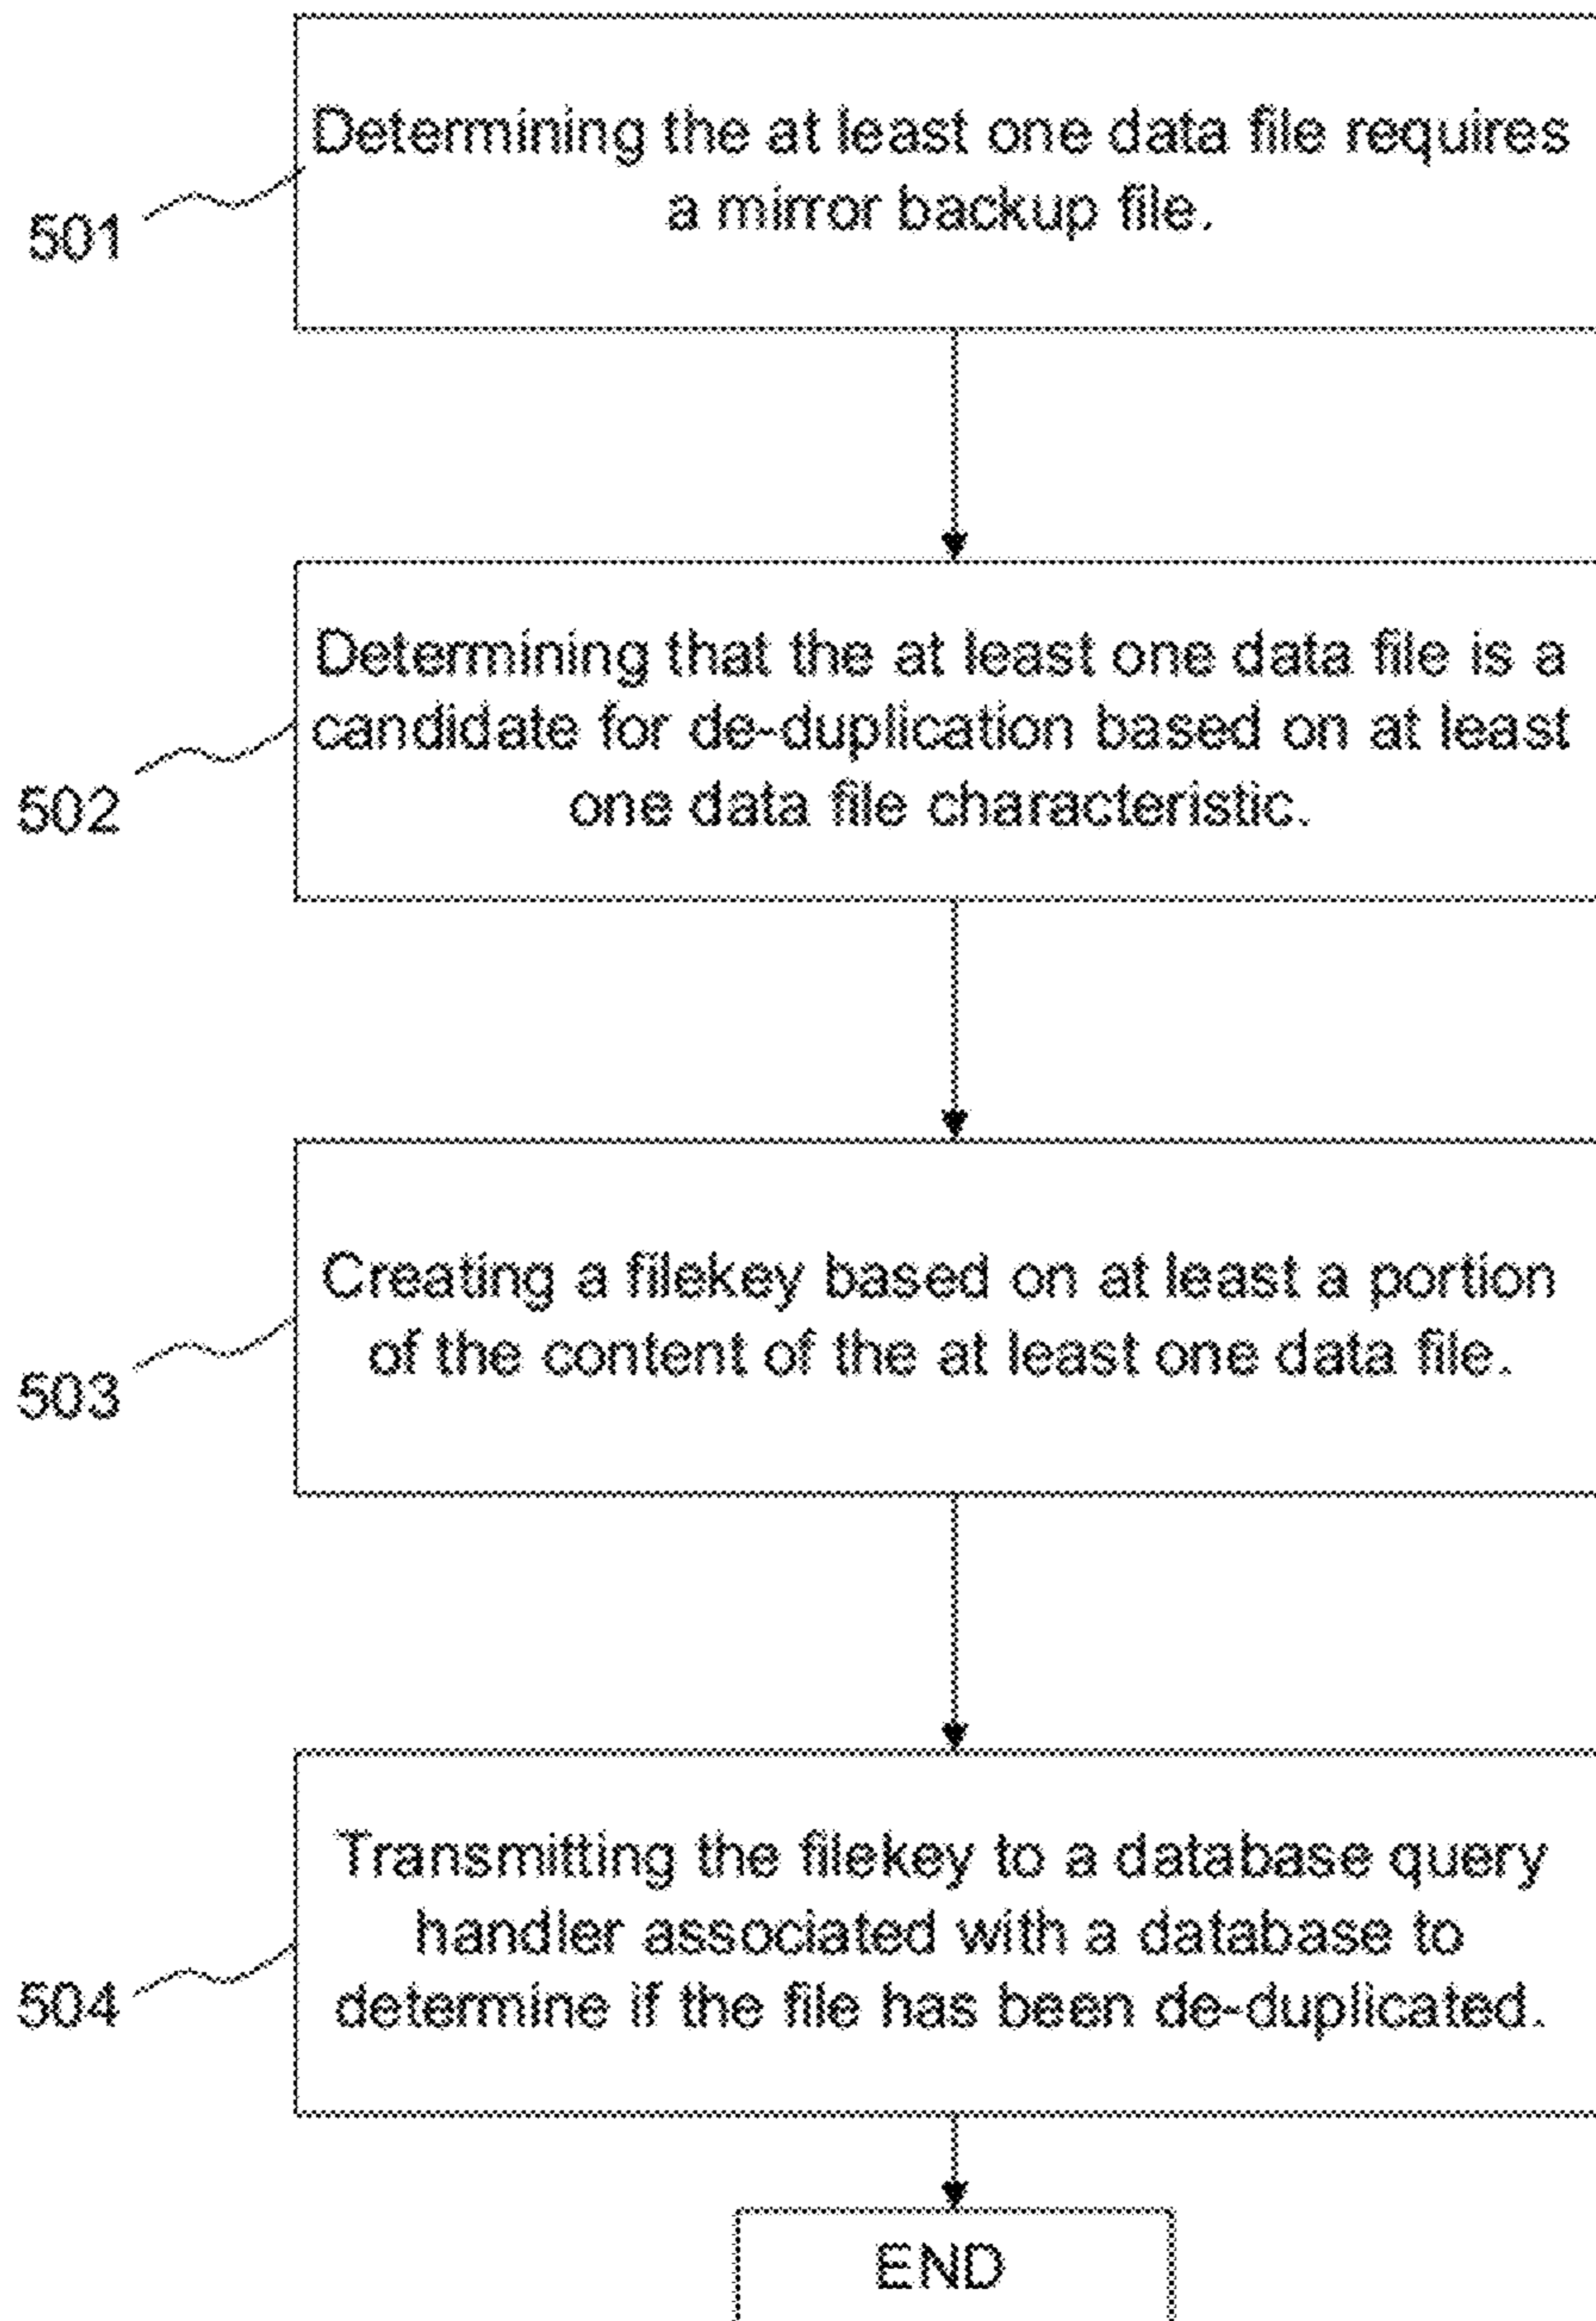 Determining the at least one data file requires
a mirror backup file.
501
Determining that the at least one data file is a
candidate for de-duplication based on at least
one data file characteristic.
502
Creating a filekey based on at least a portion
of the content of the at least one data file.
503
Transmitting the filekey to a database query
handler associated with a database to
determine if the file has been de-duplicated.
504
END